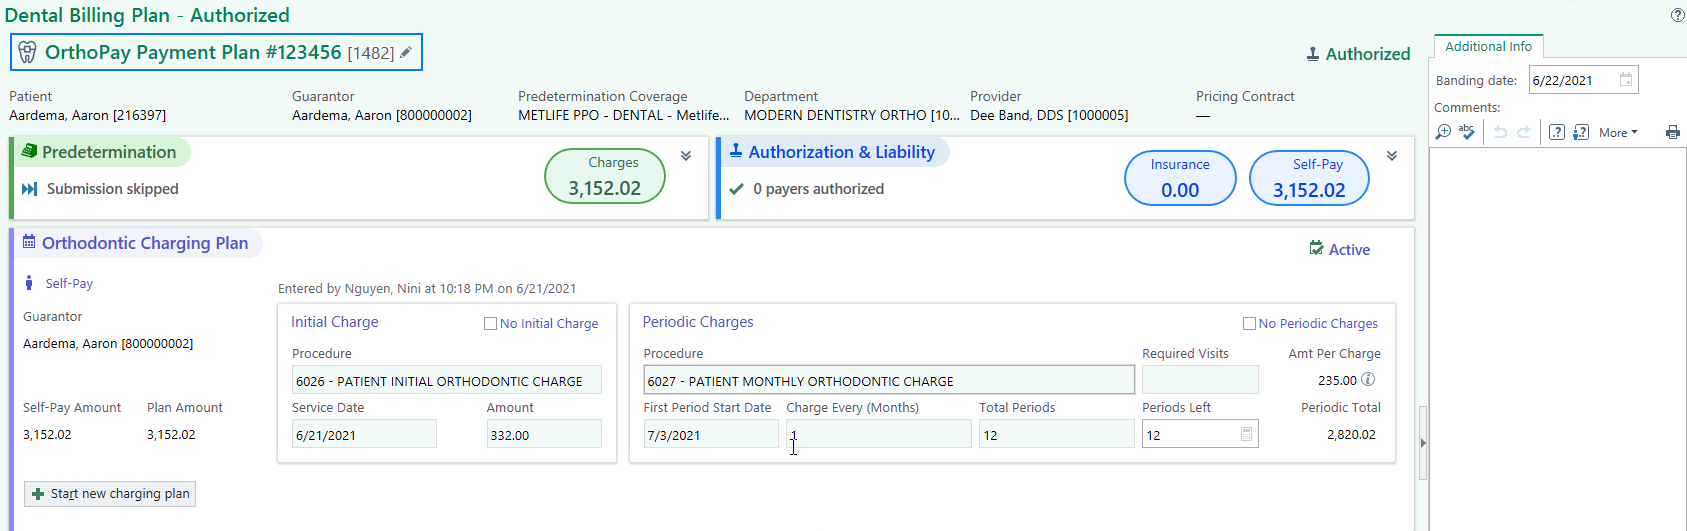 Dental Billing Plan - Authorized
OrthoPay Payment Plan #123456 [1482]
Authorized
Patient
Aardema, Aaron [216397]
Guarantor
Aardema, Aaron [800000002]
Predetermination Coverage
METLIFE PPO - DENTAL - Metlife...
Department
MODERN DENTISTRY ORTHO [10...
Provider
Dee Band, DDS [1000005]
Pricing Contract
—
Predetermination
Submission skipped
Charges
3,152.02
Authorization & Liability
0 payers authorized
Insurance
0.00
Self-Pay
3,152.02
Orthodontic Charging Plan
Active
Self-Pay
Guarantor
Aardema, Aaron [800000002]
Self-Pay Amount
3,152.02
Plan Amount
3,152.02
Start new charging plan
Entered by Nguyen, Nini at 10:18 PM on 6/21/2021
Initial Charge
No Initial Charge
Procedure
6026 - PATIENT INITIAL ORTHODONTIC CHARGE
Service Date
6/21/2021
Amount
332.00
Periodic Charges
No Periodic Charges
Procedure
6027 - PATIENT MONTHLY ORTHODONTIC CHARGE
Required Visits
Amt Per Charge
235.00
First Period Start Date
7/3/2021
Charge Every (Months)
1
Total Periods
12
Periods Left
12
Periodic Total
2,820.02
Additional Info
Banding date: 6/22/2021
Comments:
abc
More